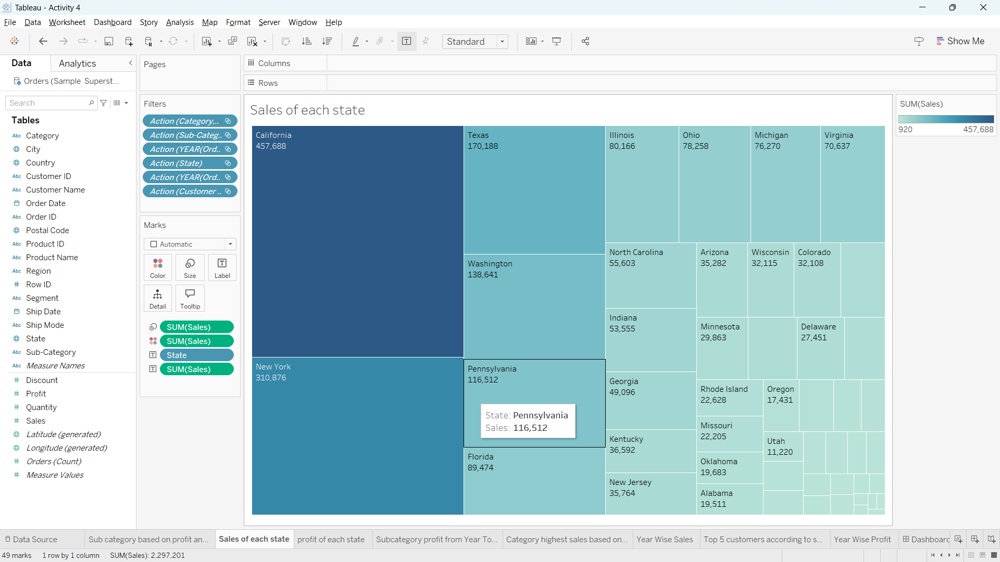 Tableau - Activity 4
File Data Worksheet Dashboard Story Analysis Map Format Server Window Help
Standard
Show Me
Data
Analytics
Orders (Sample Superst...
Search
Tables
Abc Category
City
Country
Abc Customer ID
Abc Customer Name
Order Date
Abc Order ID
Postal Code
Abc Product ID
Abc Product Name
Abc Region
# Row ID
Abc Segment
Ship Date
Abc Ship Mode
State
Abc Sub-Category
Abc Measure Names
# Discount
# Profit
# Quantity
# Sales
Latitude (generated)
Longitude (generated)
# Orders (Count)
# Measure Values
Pages
Filters
Action (Category,..
Action (Sub-Categ..
Action (YEAR(Ord..
Action (State)
Action (YEAR(Ord..
Action (Customer ..
Marks
Automatic
Color
Size
T
Label
Detail
Tooltip
SUM(Sales)
SUM(Sales)
T State
T SUM(Sales)
Columns
Rows
Sales of each state
California
457,688
New York
310,876
Texas
170,188
Washington
138,641
Pennsylvania
116,512
State: Pennsylvania
Sales: 116,512
Florida
89,474
Illinois
80,166
Ohio
78,258
Michigan
76,270
Virginia
70,637
North Carolina
55,603
Indiana
53,555
Georgia
49,096
Kentucky
36,592
New Jersey
35,764
Arizona
35,282
Wisconsin
32,115
Colorado
32,108
Minnesota
29,863
Delaware
27,451
Rhode Island
22,628
Missouri
22,205
Oklahoma
19,683
Alabama
19,511
Oregon
17,431
Utah
11,220
SUM(Sales)
920 457,688
Data Source
Sub category based on profit an...
Sales of each state
profit of each state
Subcategory profit from Year To...
Category highest sales based on...
Year Wise Sales
Top 5 customers according to s...
Year Wise Profit
Dashboard
49 marks 1 row by 1 column SUM(Sales): 2,297,201